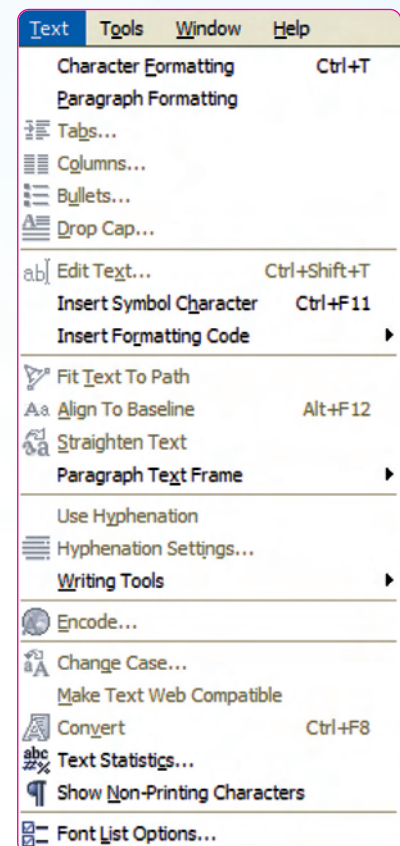 Text Tools Window Help
Character Formatting Ctrl+T
Paragraph Formatting
Tabs...
Columns...
Bullets...
Drop Cap...
ab Edit Text... Ctrl+Shift+T
Insert Symbol Character Ctrl+F11
Insert Formatting Code
Fit Text To Path
Aa Align To Baseline Alt+F12
Straighten Text
Paragraph Text Frame
Use Hyphenation
Hyphenation Settings...
Writing Tools
Encode...
Change Case...
Make Text Web Compatible
Convert Ctrl+F8
abc #% Text Statistics...
¶ Show Non-Printing Characters
Font List Options...